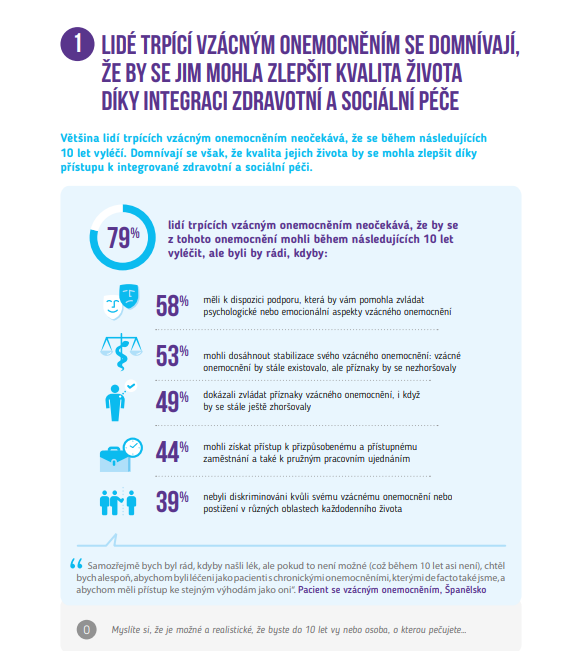 1
LIDÉ TRPÍCÍ VZÁCNÝM ONEMOCNĚNÍM SE DOMNÍVAJÍ,
ŽE BY SE JIM MOHLA ZLEPŠIT KVALITA ŽIVOTA
DÍKY INTEGRACI ZDRAVOTNÍ A SOCIÁLNÍ PÉČE
Většina lidí trpících vzácným onemocněním neočekává, že se během následujících
10 let vyléčí. Domnívají se však, že kvalita jejich života by se mohla zlepšit díky
přístupu k integrované zdravotní a sociální péči.
79%
lidí trpících vzácným onemocněním neočekává, že by se
z tohoto onemocnění mohli během následujících 10 let
vyléčit, ale byli by rádi, kdyby:
58%
měli k dispozici podporu, která by vám pomohla zvládat
psychologické nebo emocionální aspekty vzácného onemocnění
53%
mohli dosáhnout stabilizace svého vzácného onemocnění: vzácné
onemocnění by stále existovalo, ale příznaky by se nezhoršovaly
49%
dokázali zvládat příznaky vzácného onemocnění, i když
by se stále ještě zhoršovaly
44%
mohli získat přístup k přizpůsobenému a přístupnému
zaměstnání a také k pružným pracovním ujednáním
39%
nebyli diskriminováni kvůli svému vzácnému onemocnění nebo
postižení v různých oblastech každodenního života
“ Samozřejmě bych byl rád, kdyby našli lék, ale pokud to není možné (což během 10 let asi není), chtěl
bych alespoň, abychom byli léčeni jako pacienti s chronickými onemocněními, kterými de facto také jsme, a
abychom měli přístup ke stejným výhodám jako oni”. Pacient se vzácným onemocněním, Španělsko
O
Myslíte si, že je možné a realistické, že byste do 10 let vy nebo osoba, o kterou pečujete...